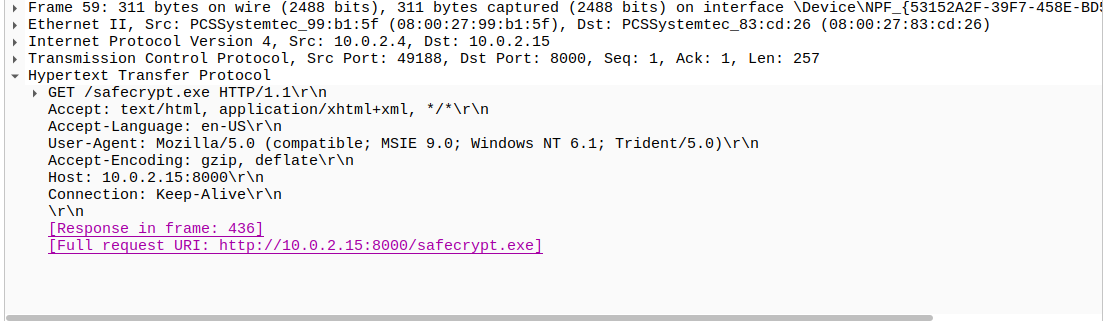 Frame 59: 311 bytes on wire (2488 bits), 311 bytes captured (2488 bits) on interface \Device\NPF_{53152A2F-39F7-458E-BD5
Ethernet II, Src: PCSSystemtec_99:b1:5f (08:00:27:99:b1:5f), Dst: PCSSystemtec_83:cd:26 (08:00:27:83:cd:26)
Internet Protocol Version 4, Src: 10.0.2.4, Dst: 10.0.2.15
Transmission Control Protocol, Src Port: 49188, Dst Port: 8000, Seq: 1, Ack: 1, Len: 257
Hypertext Transfer Protocol
GET /safecrypt.exe HTTP/1.1\r\n
Accept: text/html, application/xhtml+xml, */*\r\n
Accept-Language: en-US\r\n
User-Agent: Mozilla/5.0 (compatible; MSIE 9.0; Windows NT 6.1; Trident/5.0)\r\n
Accept-Encoding: gzip, deflate\r\n
Host: 10.0.2.15:8000\r\n
Connection: Keep-Alive\r\n
\r\n
[Response in frame: 436]
[Full request URI: http://10.0.2.15:8000/safecrypt.exe]